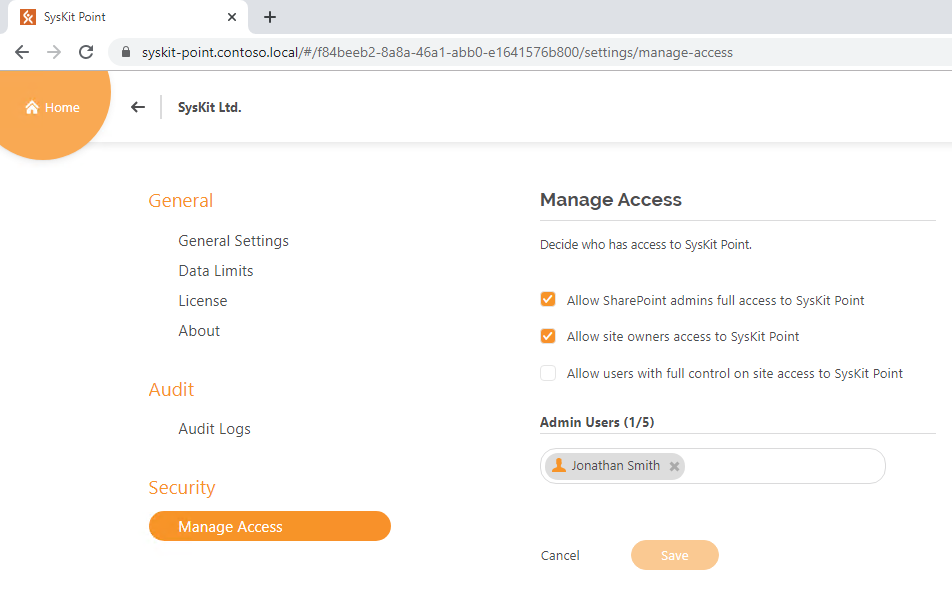 SysKit Point
syskit-point.contoso.local/#/f84beeb2-8a8a-46a1-abb0-e1641576b800/settings/manage-access
Home
SysKit Ltd.
General
General Settings
Data Limits
License
About
Audit
Audit Logs
Security
Manage Access
Manage Access
Decide who has access to SysKit Point.
Allow SharePoint admins full access to SysKit Point
Allow site owners access to SysKit Point
Allow users with full control on site access to SysKit Point
Admin Users (1/5)
Jonathan Smith
Cancel
Save